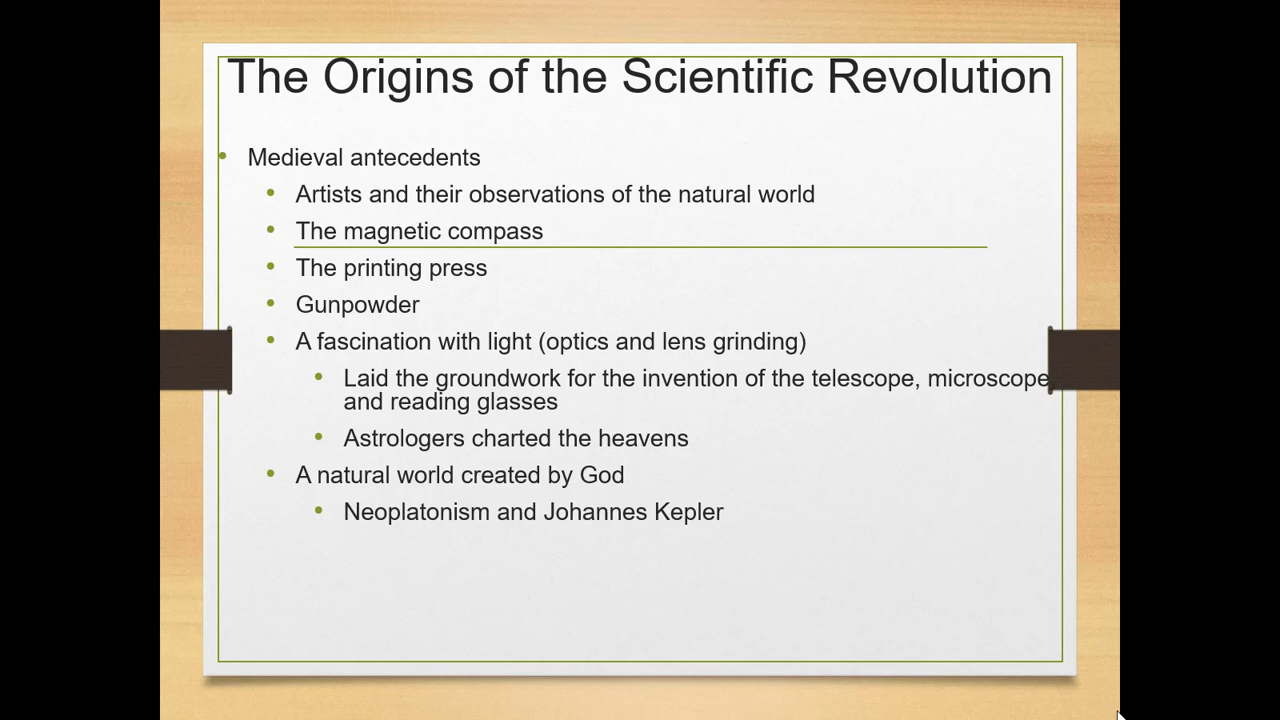 The Origins of the Scientific Revolution
• Medieval antecedents
• Artists and their observations of the natural world
• The magnetic compass
• The printing press
• Gunpowder
• A fascination with light (optics and lens grinding)
• Laid the groundwork for the invention of the telescope, microscope,
and reading glasses
• Astrologers charted the heavens
• A natural world created by God
• Neoplatonism and Johannes Kepler